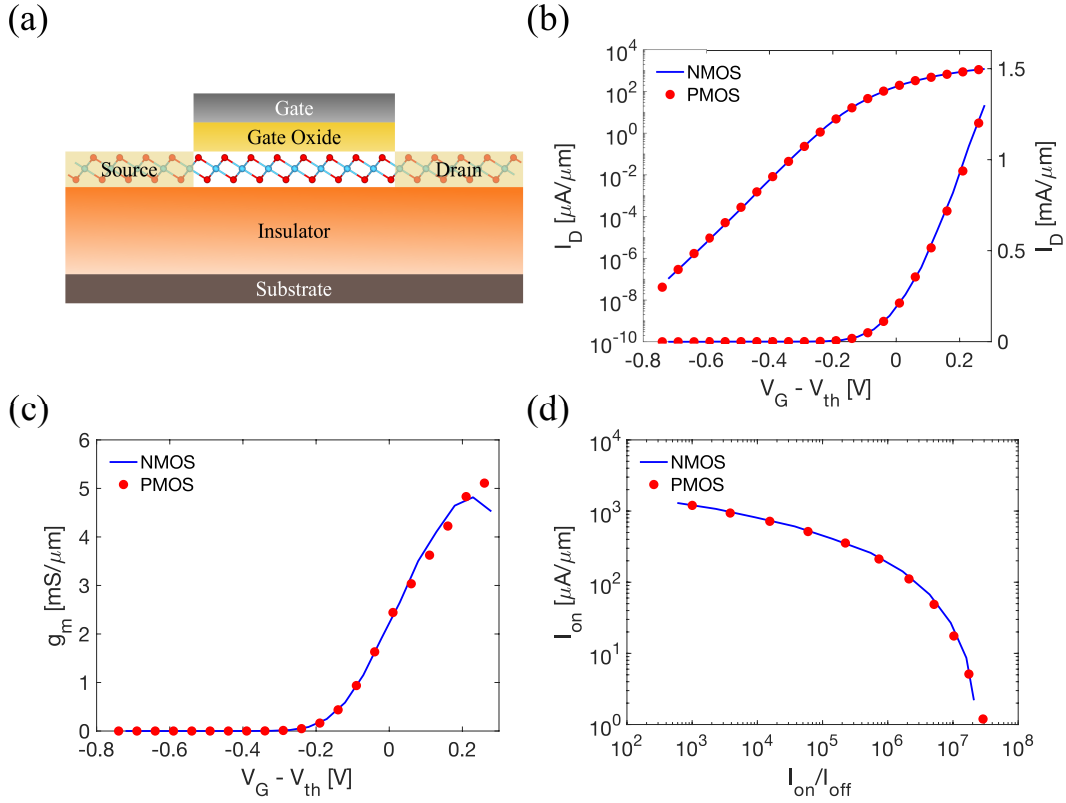 (a)
Gate
Gate Oxide
Source
Drain
Insulator
Substrate
(b)
NMOS
PMOS
10^4
10^2
10^0
10^-2
10^-4
10^-6
10^-8
10^-10
I_D [μA/μm]
1.5
1
0.5
0
I_D [mA/μm]
-0.8 -0.6 -0.4 -0.2 0 0.2
V_G - V_th [V]
(c)
NMOS
PMOS
6
5
4
3
2
1
0
g_m [mS/μm]
-0.8 -0.6 -0.4 -0.2 0 0.2
V_G - V_th [V]
(d)
NMOS
PMOS
10^4
10^3
10^2
10^1
10^0
I_on [μA/μm]
10^2 10^3 10^4 10^5 10^6 10^7 10^8
I_on/I_off